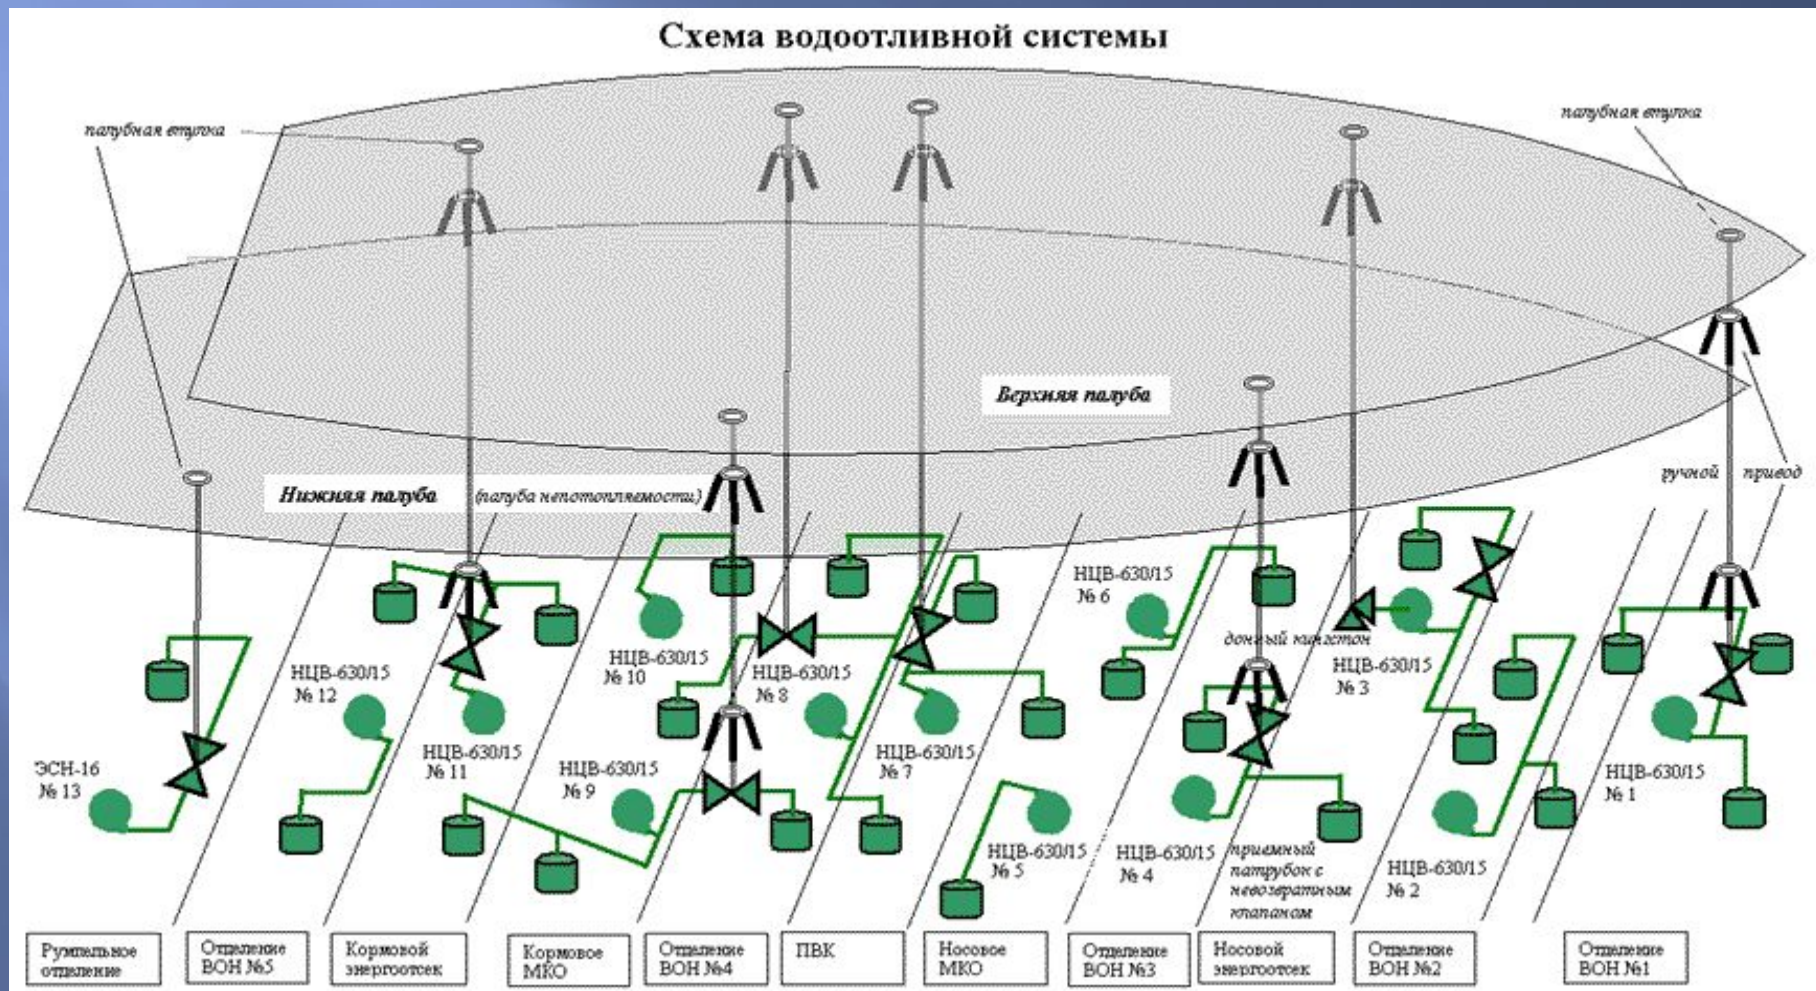 Схема водоотливной системы
палубная втулка
палубная втулка
Верхняя палуба
ручной привод
Нижняя палуба (палуба непотопляемости)
НЦВ-630/15
№ 6
донный кингстон
НЦВ-630/15
№ 3
НЦВ-630/15
№ 10
НЦВ-630/15
№ 8
НЦВ-630/15
№ 12
НЦВ-630/15
№ 11
НЦВ-630/15
№ 9
НЦВ-630/15
№ 7
ЭСН-16
№ 13
НЦВ-630/15
№ 1
НЦВ-630/15
№ 5
НЦВ-630/15
№ 4
приемный
патрубок с
невозвратным
клапаном
НЦВ-630/15
№ 2
Румпельное
отделение
Отделение
ВОН №5
Кормовой
энергоотсек
Кормовое
МКО
Отделение
ВОН №4
ПВК
Носовое
МКО
Отделение
ВОН №3
Носовой
энергоотсек
Отделение
ВОН №2
Отделение
ВОН №1